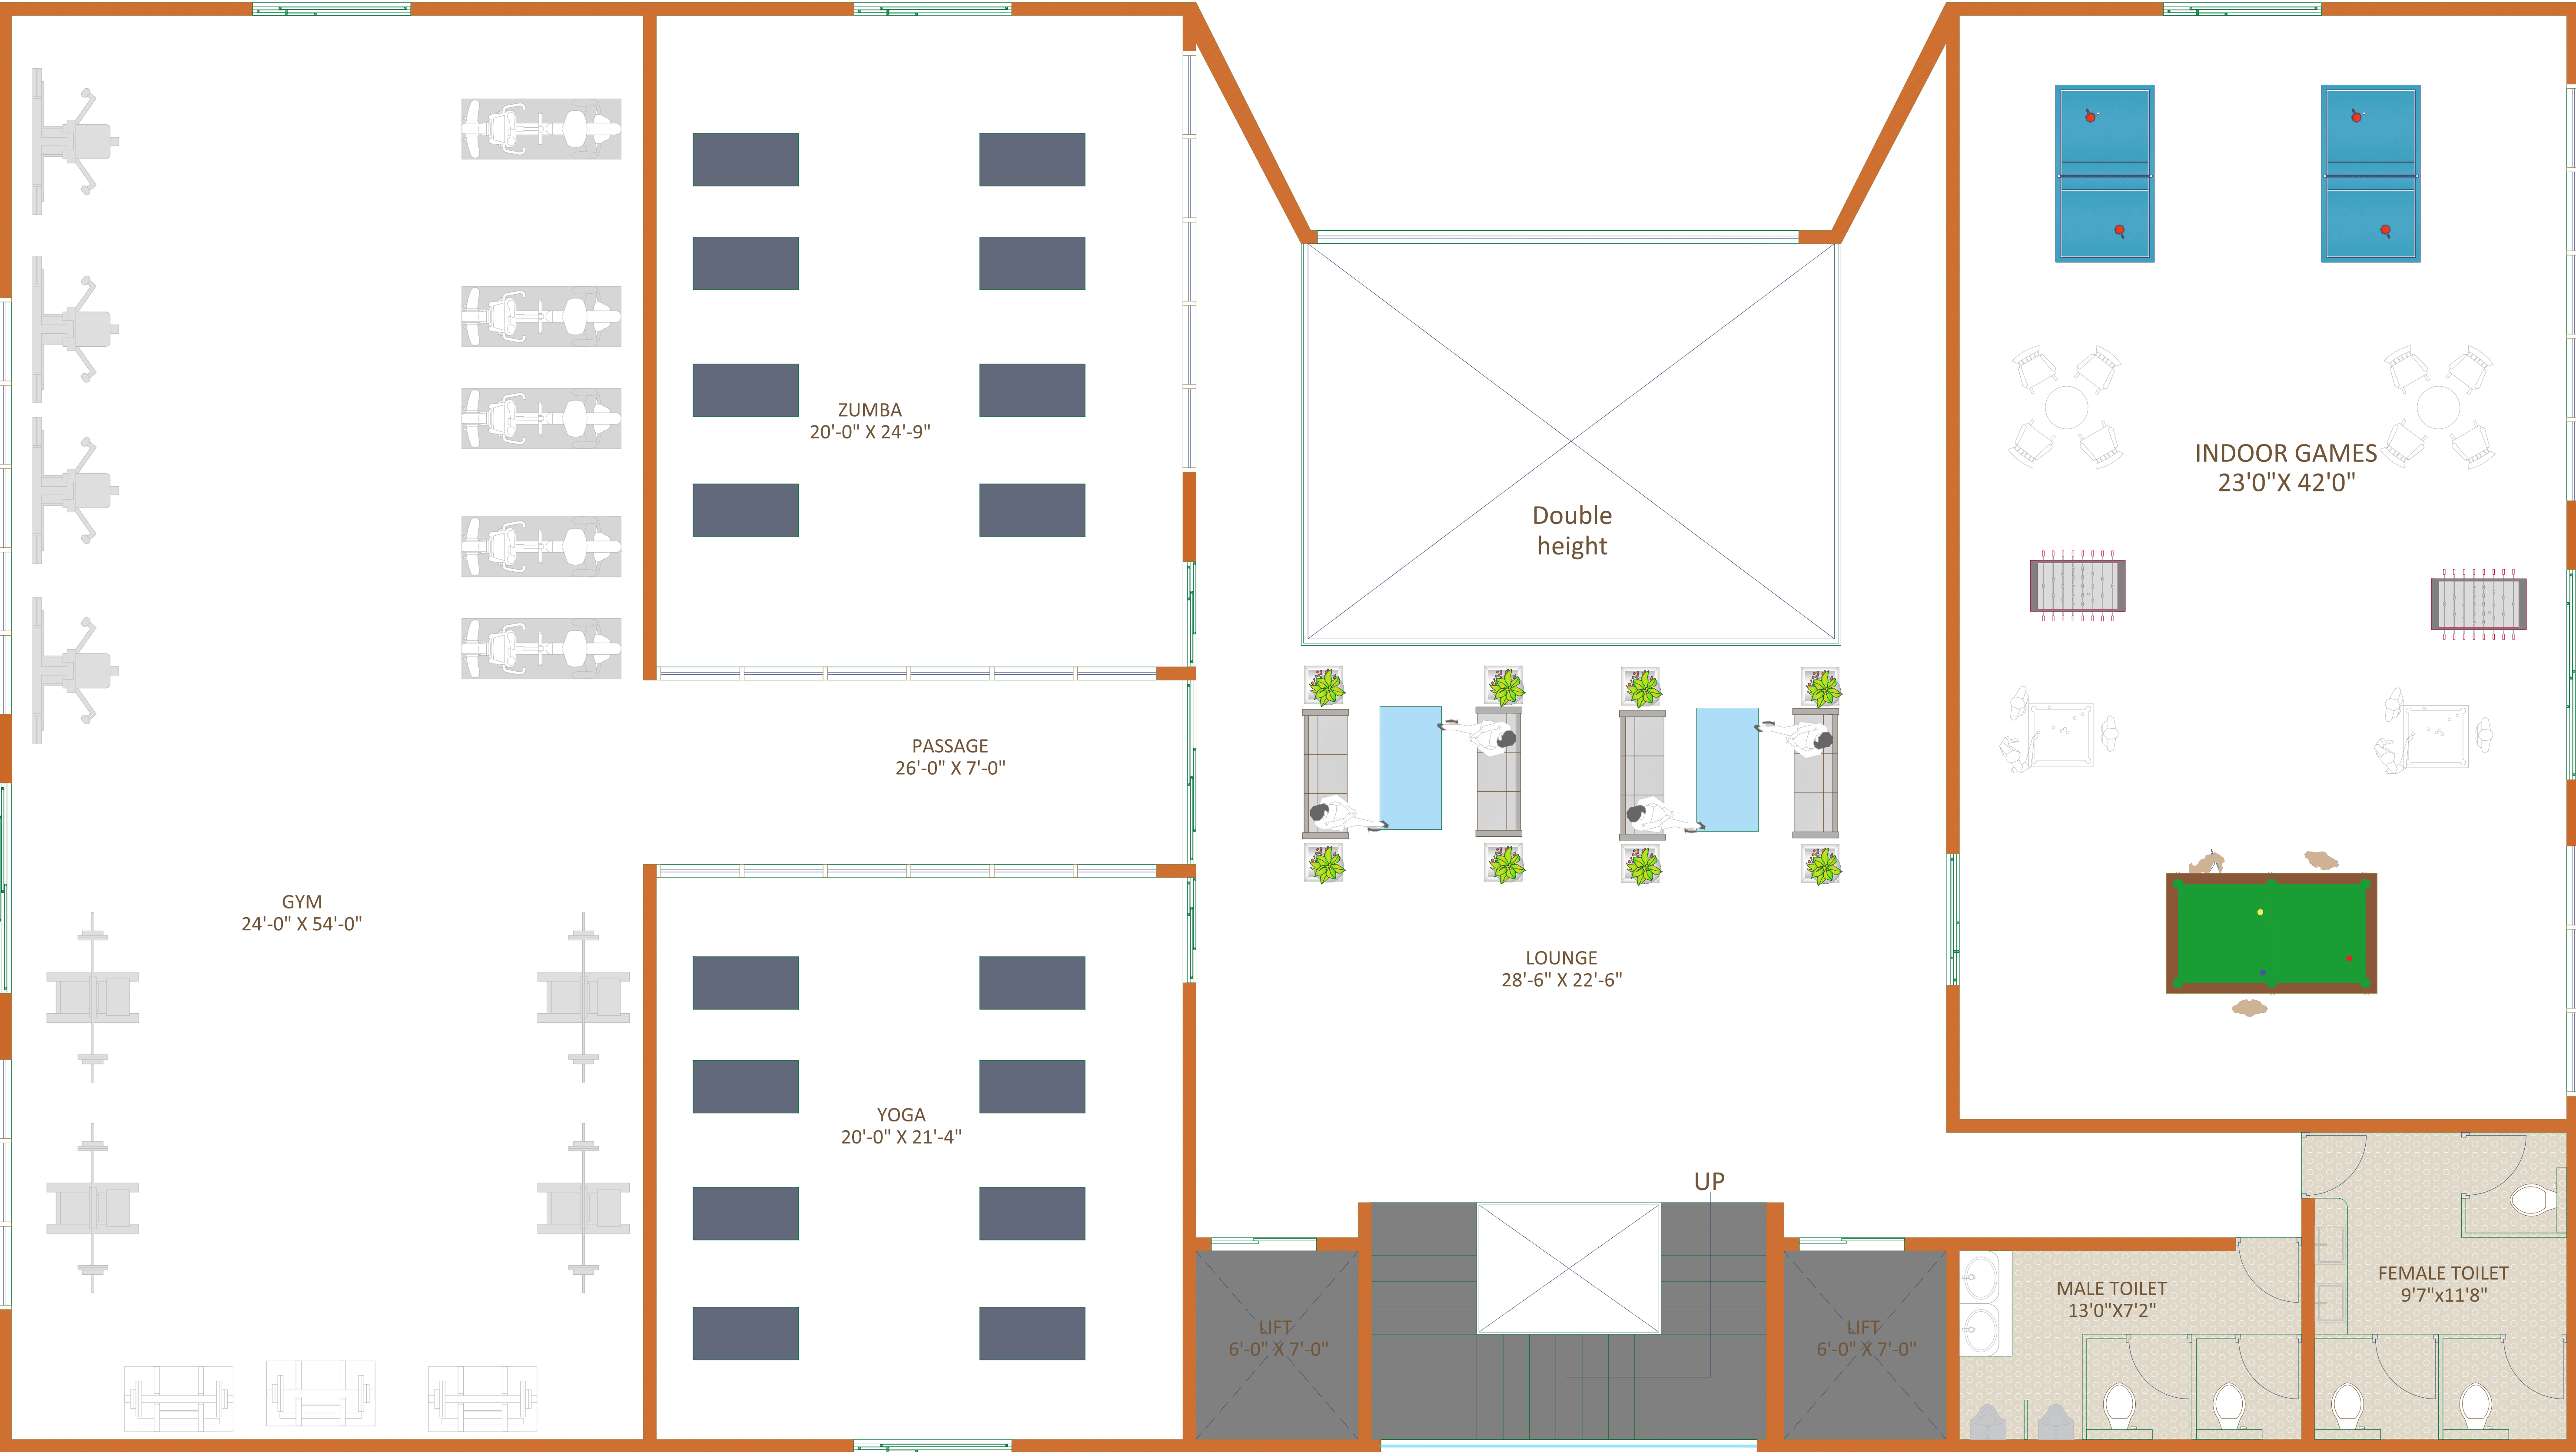 ZUMBA
20'-0" X 24'-9"
INDOOR GAMES
23'0"X 42'0"
Double
height
PASSAGE
26'-0" X 7'-0"
GYM
24'-0" X 54'-0"
LOUNGE
28'-6" X 22'-6"
YOGA
20'-0" X 21'-4"
UP
LIFT
6'-0" X 7'-0"
LIFT
6'-0" X 7'-0"
MALE TOILET
13'0"X7'2"
FEMALE TOILET
9'7"x11'8"